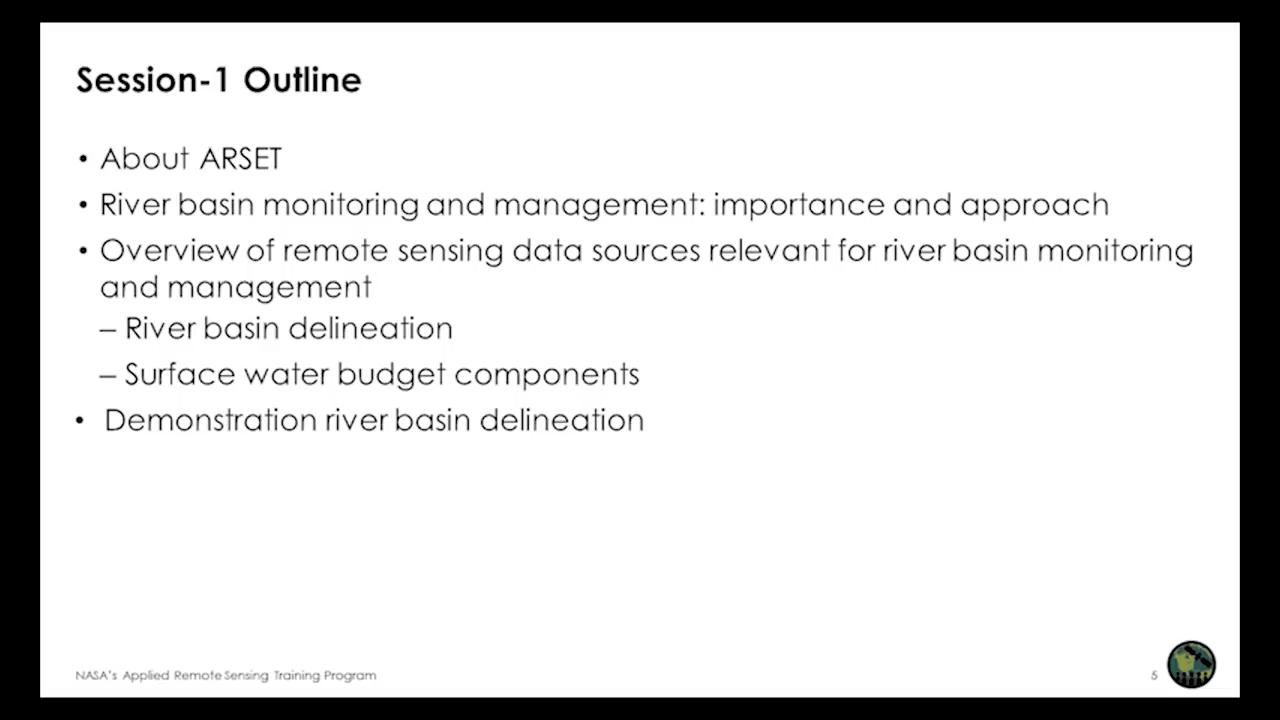 Session-1 Outline
• About ARSET
• River basin monitoring and management: importance and approach
• Overview of remote sensing data sources relevant for river basin monitoring
and management
– River basin delineation
– Surface water budget components
• Demonstration river basin delineation
NASA's Applied Remote Sensing Training Program
5